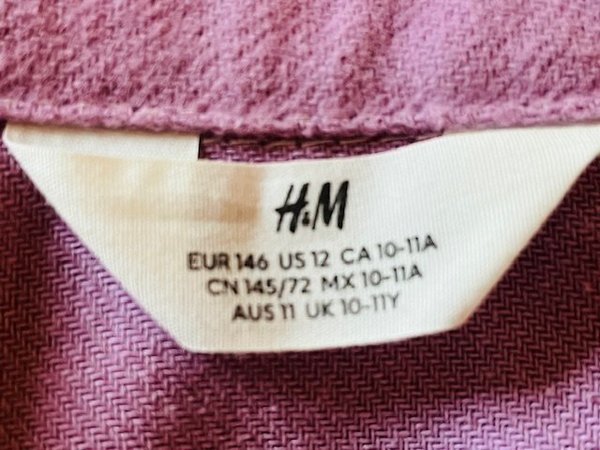 H&M
EUR 146 US 12 CA 10-11A
CN 145/72 MX 10-11A
AUS 11 UK 10-11Y